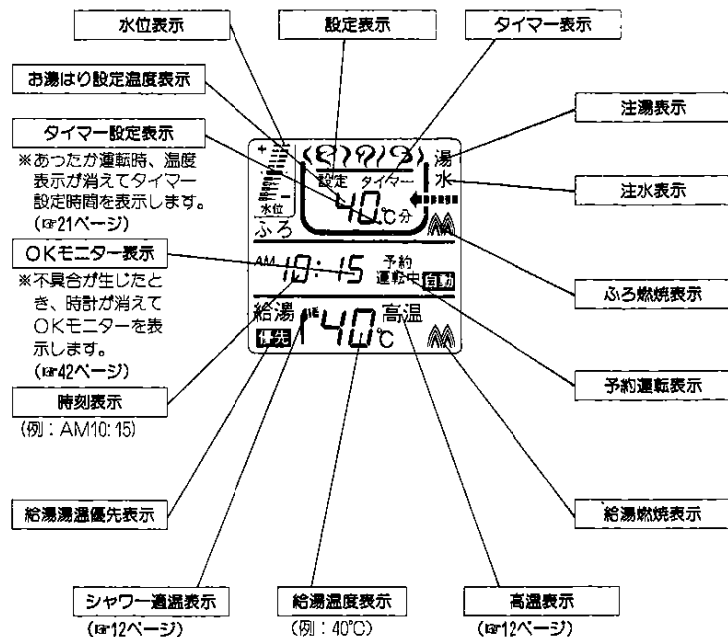 水位表示
設定表示
タイマー表示
お湯はり設定温度表示
タイマー設定表示
※あったか運転時、温度
表示が消えてタイマー
設定時間を表示します。
(☞21ページ)
OKモニター表示
※不具合が生じたと
き、時計が消えて
OKモニターを表
示します。
(☞42ページ)
時刻表示
(例：AM10:15)
給湯湯温優先表示
シャワー適温表示
(☞12ページ)
給湯温度表示
(例：40℃)
高温表示
(☞12ページ)
注湯表示
注水表示
ふろ燃焼表示
予約運転表示
給湯燃焼表示
+
-
水位
ふろ
設定 タイマー
40℃分
湯
水
AM 10:15
予約
運転中 自動
給湯
優先
40℃
高温